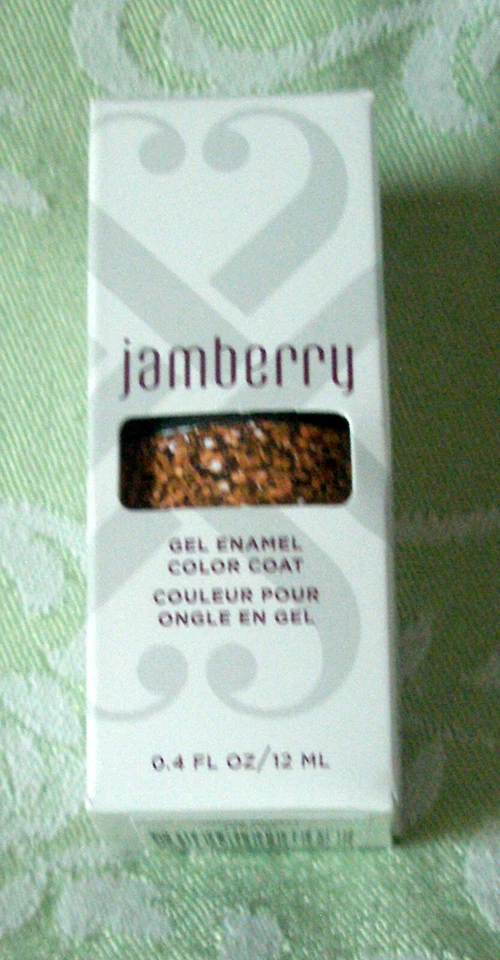 jamberry
GEL ENAMEL
COLOR COAT
COULEUR POUR
ONGLE EN GEL
0.4 FL OZ/12 ML